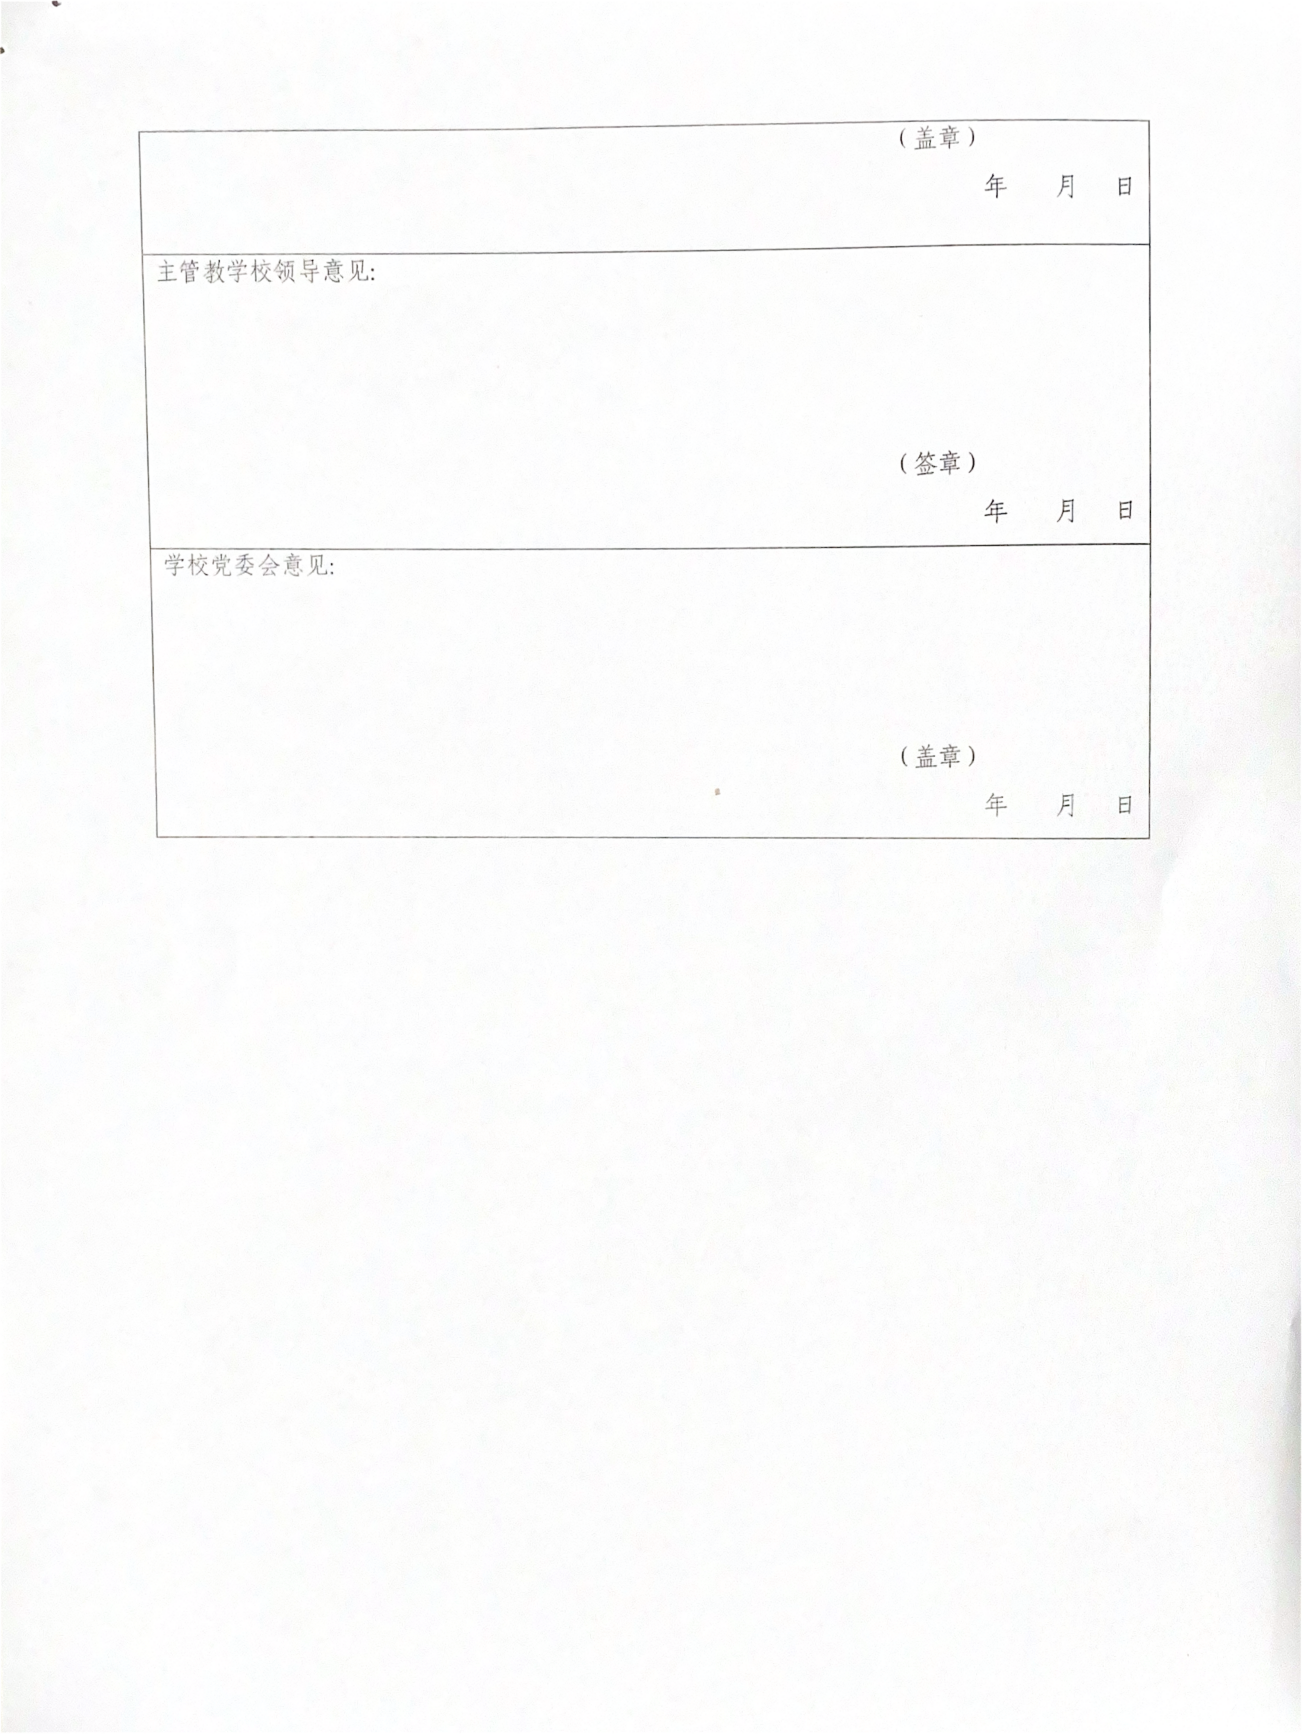 （盖章）
年 月 日
主管教学校领导意见:
（签章）
年 月 日
学校党委会意见:
（盖章）
年 月 日